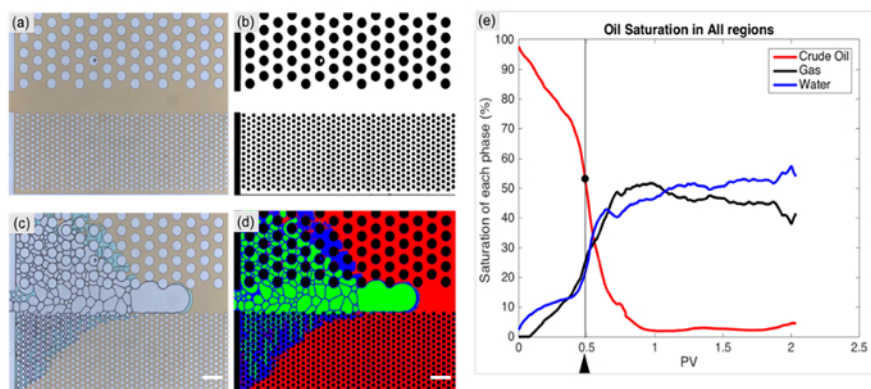 (a)
(b)
(c)
(d)
(e)
Oil Saturation in All regions
Crude Oil
Gas
Water
Saturation of each phase (%)
100
90
80
70
60
50
40
30
20
10
0
0
0.5
1
1.5
2
2.5
PV